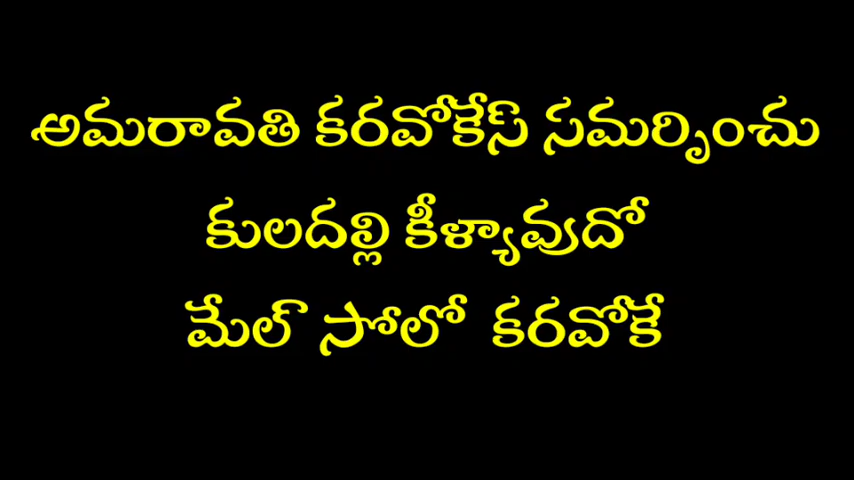 అమరావతి కరవోకేస్ సమర్పించు
కులదల్లి కీళ్యావుదో
మేల్ సోలో కరవోకే